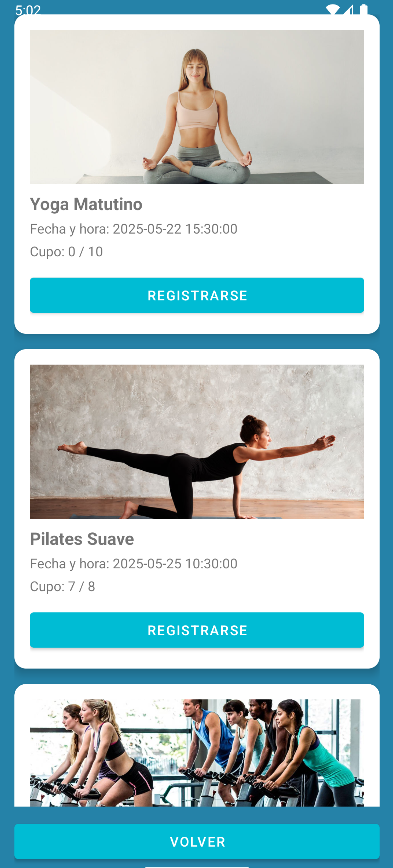 5:02
Yoga Matutino
Fecha y hora: 2025-05-22 15:30:00
Cupo: 0 / 10
REGISTRARSE
Pilates Suave
Fecha y hora: 2025-05-25 10:30:00
Cupo: 7 / 8
REGISTRARSE
VOLVER